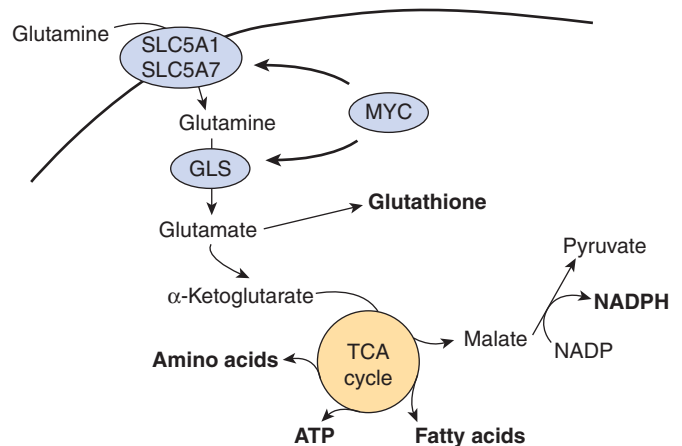 Glutamine
SLC5A1
SLC5A7
MYC
Glutamine
GLS
Glutathione
Glutamate
Pyruvate
α-Ketoglutarate
NADPH
Malate
NADP
TCA
cycle
Amino acids
ATP
Fatty acids